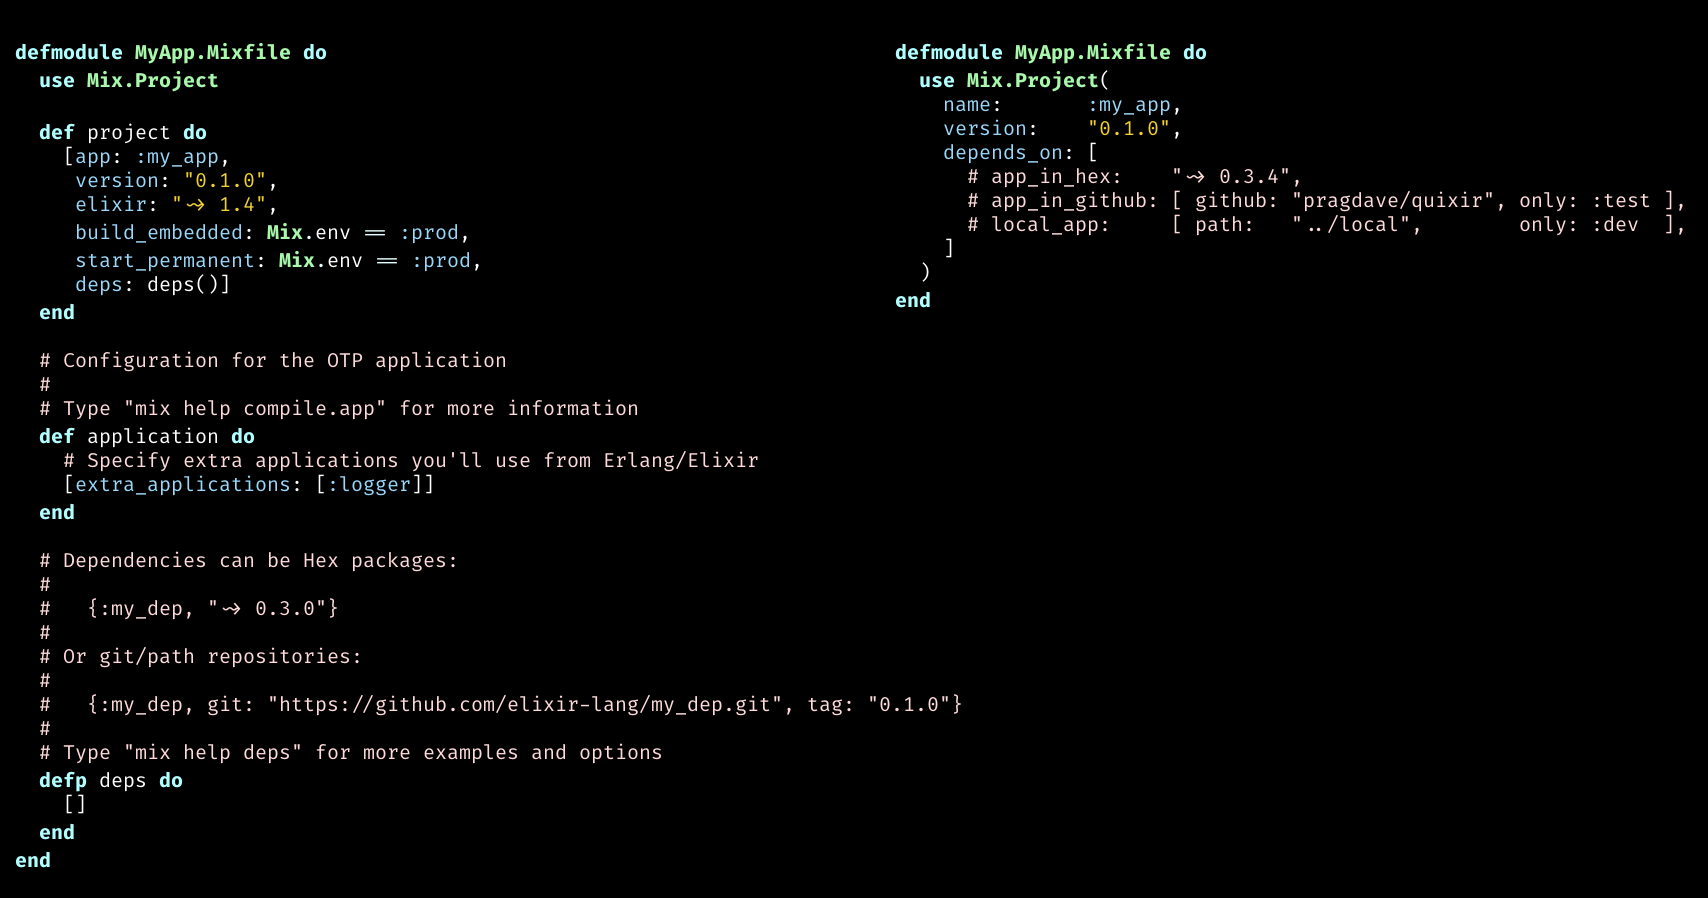 defmodule MyApp.Mixfile do
  use Mix.Project

  def project do
    [app: :my_app,
     version: "0.1.0",
     elixir: "~> 1.4",
     build_embedded: Mix.env == :prod,
     start_permanent: Mix.env == :prod,
     deps: deps()]
  end

  # Configuration for the OTP application
  #
  # Type "mix help compile.app" for more information
  def application do
    # Specify extra applications you'll use from Erlang/Elixir
    [extra_applications: [:logger]]
  end

  # Dependencies can be Hex packages:
  #
  #   {:my_dep, "~> 0.3.0"}
  #
  # Or git/path repositories:
  #
  #   {:my_dep, git: "https://github.com/elixir-lang/my_dep.git", tag: "0.1.0"}
  #
  # Type "mix help deps" for more examples and options
  defp deps do
    []
  end
end

defmodule MyApp.Mixfile do
  use Mix.Project(
    name:       :my_app,
    version:    "0.1.0",
    depends_on: [
      # app_in_hex:    "~> 0.3.4",
      # app_in_github: [ github: "pragdave/quixir", only: :test ],
      # local_app:     [ path:   "../local",        only: :dev  ],
    ]
  )
end